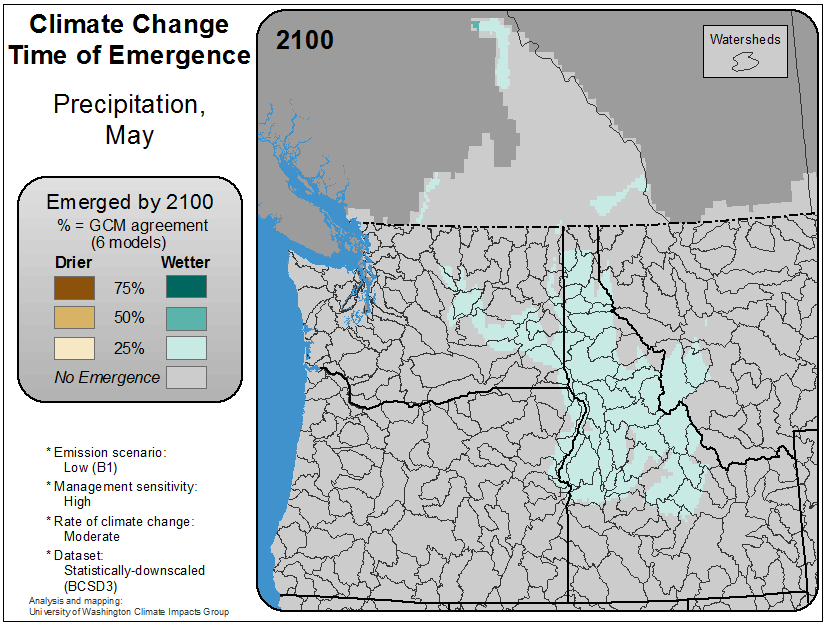 Climate Change
Time of Emergence
Precipitation,
May
Emerged by 2100
% = GCM agreement
(6 models)
Drier Wetter
75%
50%
25%
No Emergence
* Emission scenario:
Low (B1)
* Management sensitivity:
High
* Rate of climate change:
Moderate
* Dataset:
Statistically-downscaled
(BCSD3)
Analysis and mapping:
University of Washington Climate Impacts Group
2100
Watersheds